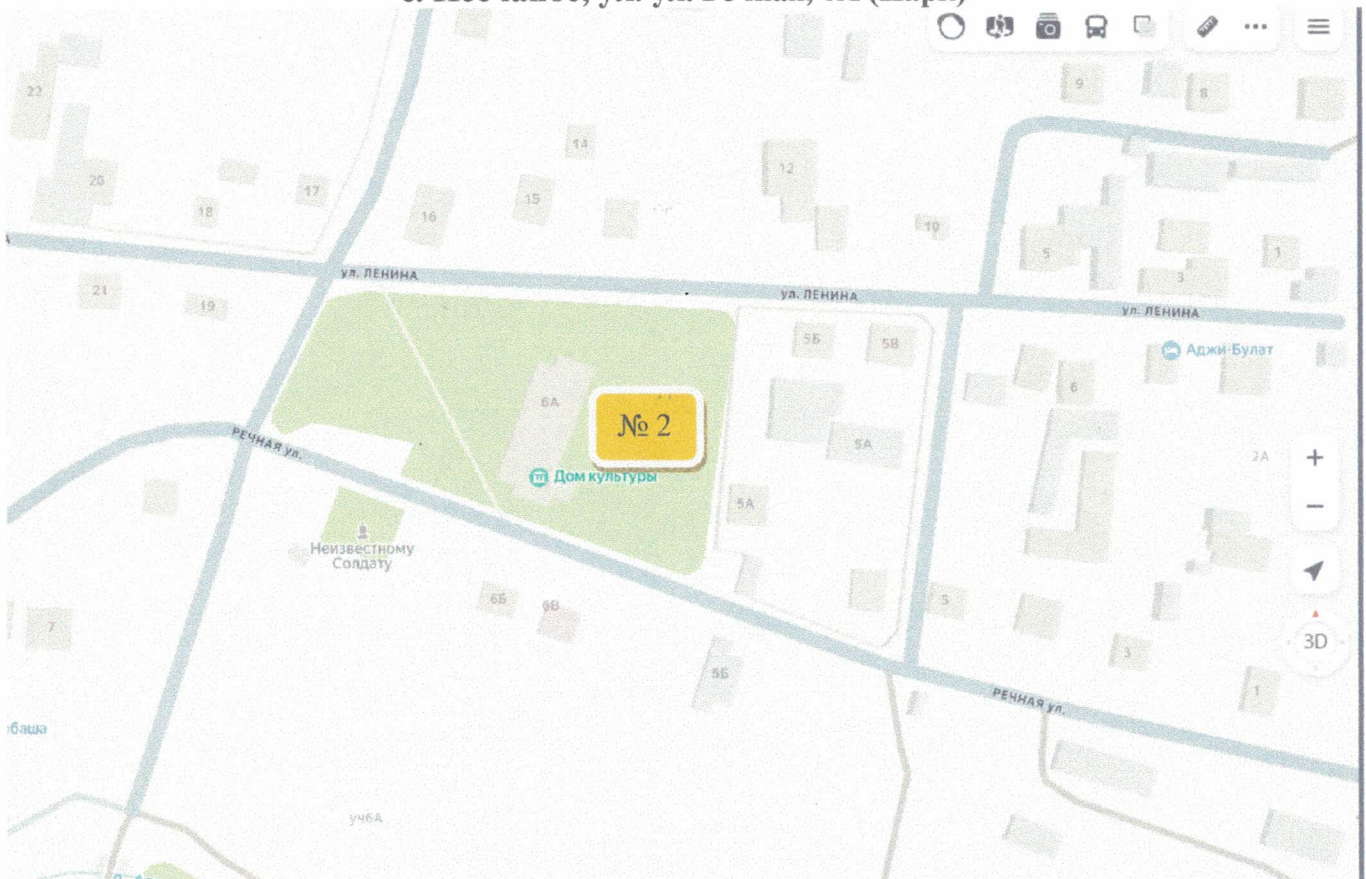 22
9
8
20
18
17
14
12
16
15
10
5
1
3
21
19
ул. ЛЕНИНА
ул. ЛЕНИНА
ул. ЛЕНИНА
5Б
5В
Аджи-Булат
6А
№ 2
6
РЕЧНАЯ ул.
5А
2А
Дом культуры
5А
Неизвестному
Солдату
6Б
6В
5
7
3
3D
5Б
1
РЕЧНАЯ ул.
баша
уч6А